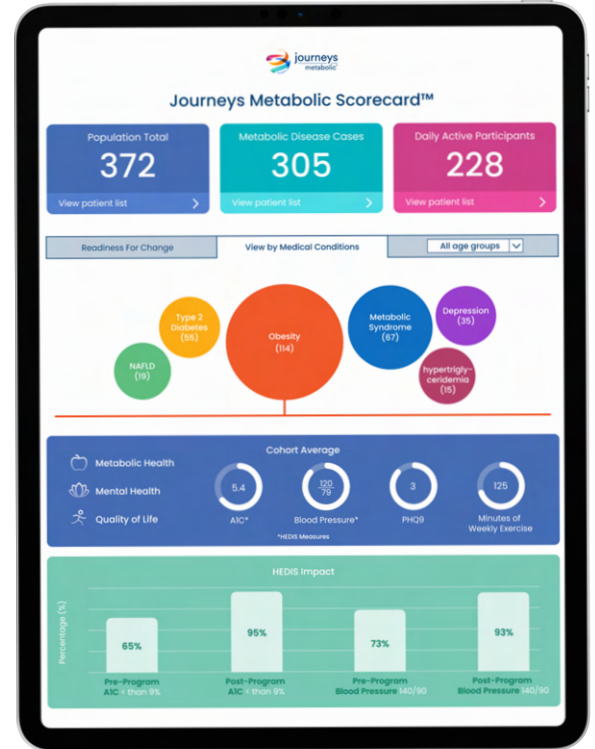 journeys
metabolic
Journeys Metabolic Scorecard™
Population Total
372
View patient list
Metabolic Disease Cases
305
View patient list
Daily Active Participants
228
View patient list
Readiness For Change
View by Medical Conditions
All age groups
NAFLD
(19)
Type 2
Diabetes
(55)
Obesity
(114)
Metabolic
Syndrome
(67)
Depression
(35)
hypertrigly-
ceridemia
(15)
Cohort Average
Metabolic Health
Mental Health
Quality of Life
5.4
A1C*
120
79
Blood Pressure*
3
PHQ9
125
Minutes of
Weekly Exercise
*HEDIS Measures
HEDIS Impact
Percentage (%)
65%
95%
73%
93%
Pre-Program
A1C < than 9%
Post-Program
A1C < than 9%
Pre-Program
Blood Pressure 140/90
Post-Program
Blood Pressure 140/90